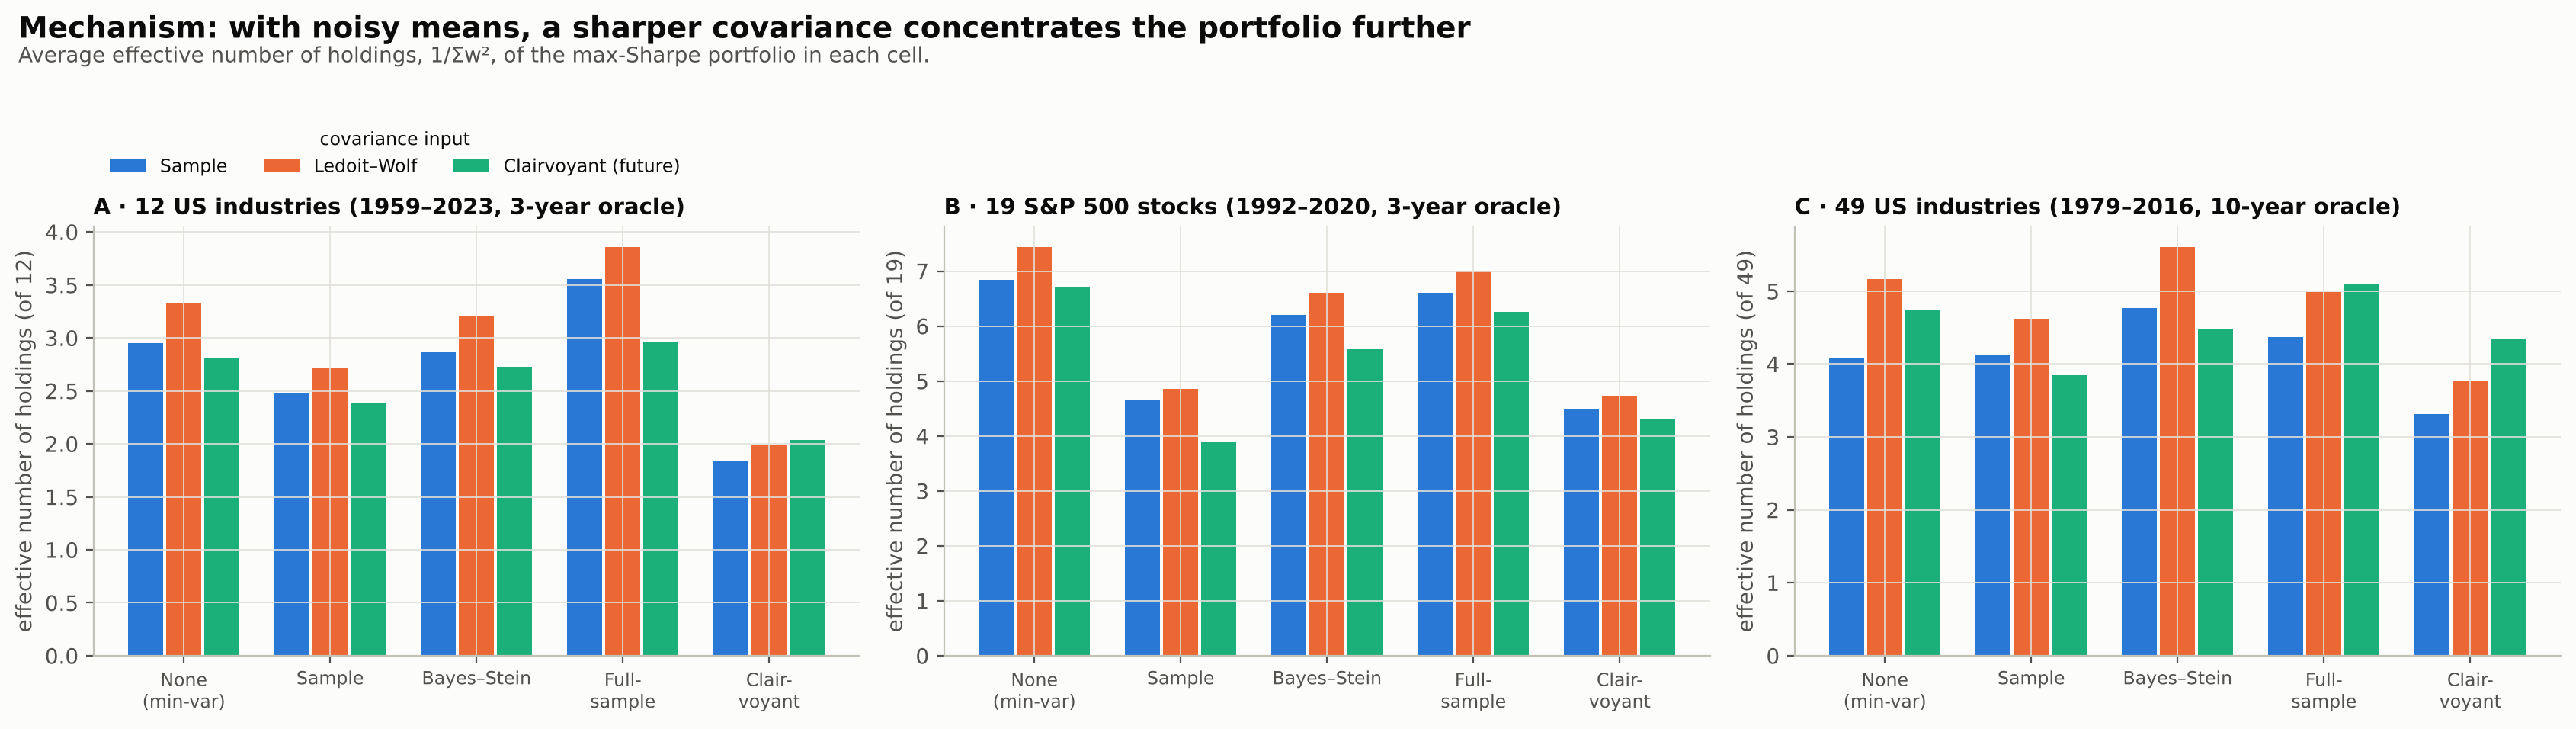 Mechanism: with noisy means, a sharper covariance concentrates the portfolio further
Average effective number of holdings, 1/Σw², of the max-Sharpe portfolio in each cell.
covariance input
Sample
Ledoit–Wolf
Clairvoyant (future)
A · 12 US industries (1959–2023, 3-year oracle)
effective number of holdings (of 12)
4.0
3.5
3.0
2.5
2.0
1.5
1.0
0.5
0.0
None
(min-var)
Sample
Bayes–Stein
Full-
sample
Clair-
voyant
B · 19 S&P 500 stocks (1992–2020, 3-year oracle)
effective number of holdings (of 19)
7
6
5
4
3
2
1
0
None
(min-var)
Sample
Bayes–Stein
Full-
sample
Clair-
voyant
C · 49 US industries (1979–2016, 10-year oracle)
effective number of holdings (of 49)
5
4
3
2
1
0
None
(min-var)
Sample
Bayes–Stein
Full-
sample
Clair-
voyant